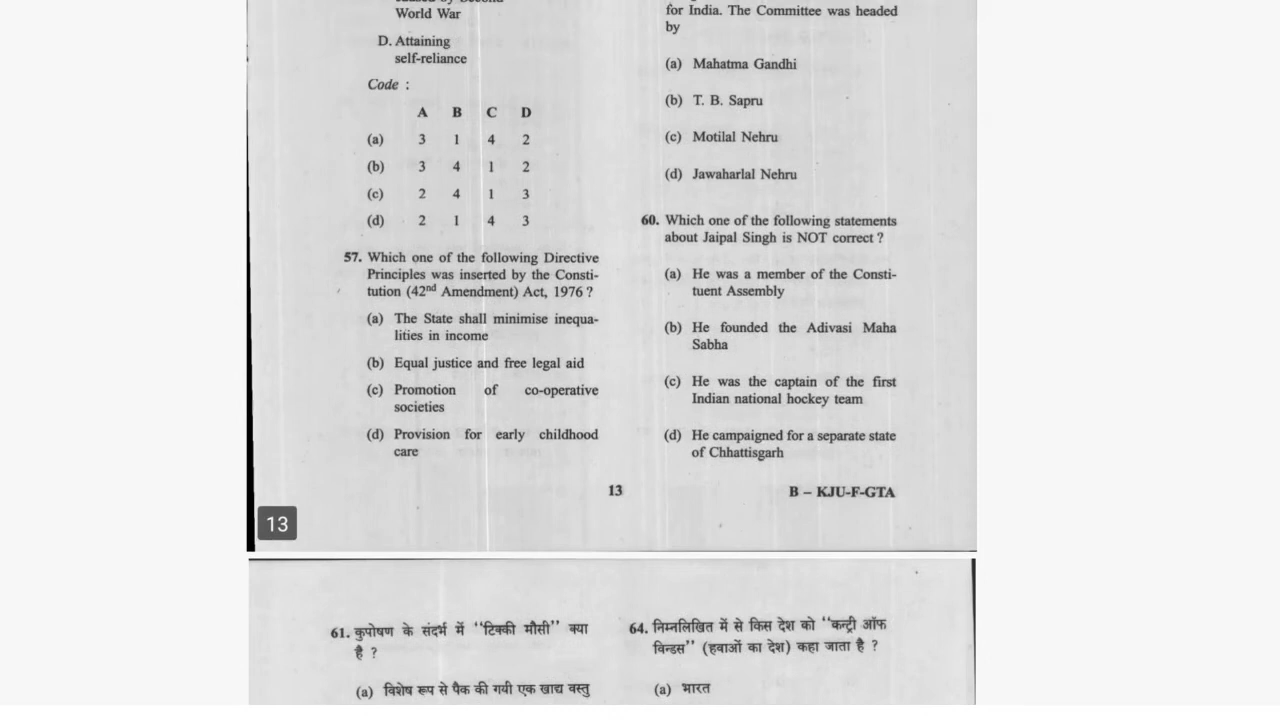 World War
D. Attaining
self-reliance
Code :
A B C D
(a) 3 1 4 2
(b) 3 4 1 2
(c) 2 4 1 3
(d) 2 1 4 3
57. Which one of the following Directive
Principles was inserted by the Consti-
tution (42nd Amendment) Act, 1976 ?
(a) The State shall minimise inequa-
lities in income
(b) Equal justice and free legal aid
(c) Promotion of co-operative
societies
(d) Provision for early childhood
care
for India. The Committee was headed
by
(a) Mahatma Gandhi
(b) T. B. Sapru
(c) Motilal Nehru
(d) Jawaharlal Nehru
60. Which one of the following statements
about Jaipal Singh is NOT correct ?
(a) He was a member of the Consti-
tuent Assembly
(b) He founded the Adivasi Maha
Sabha
(c) He was the captain of the first
Indian national hockey team
(d) He campaigned for a separate state
of Chhattisgarh
13
B – KJU-F-GTA
13
61. कुपोषण के संदर्भ में ‘‘टिक्की मौसी’’ क्या
है ?
(a) विशेष रूप से पैक की गयी एक खाद्य वस्तु
64. निम्नलिखित में से किस देश को ‘‘कन्ट्री ऑफ
विन्डस’’ (हवाओं का देश) कहा जाता है ?
(a) भारत